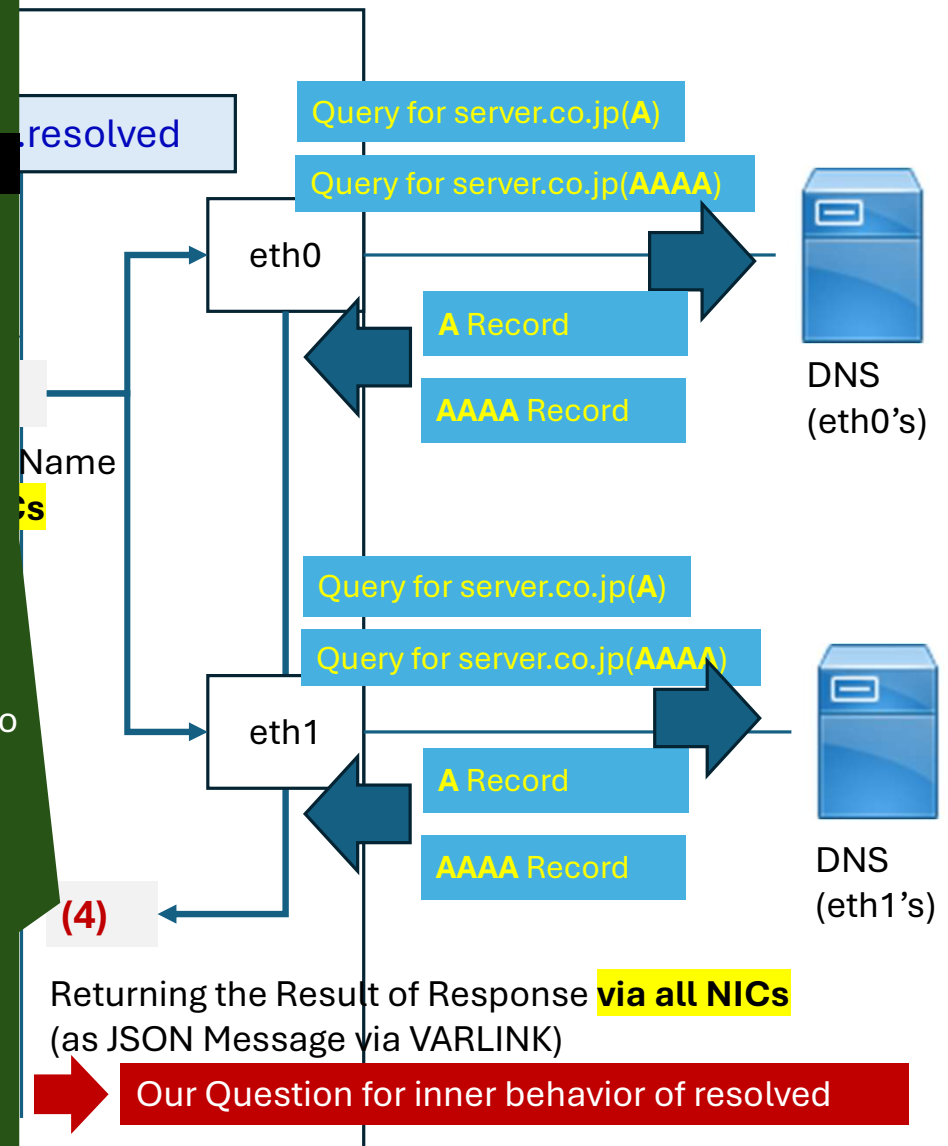 .resolved
Query for server.co.jp(A)
Query for server.co.jp(AAAA)
eth0
A Record
AAAA Record
DNS
(eth0’s)
Name
Cs
Query for server.co.jp(A)
Query for server.co.jp(AAAA)
o
eth1
A Record
AAAA Record
DNS
(eth1’s)
(4)
Returning the Result of Response via all NICs
(as JSON Message via VARLINK)
Our Question for inner behavior of resolved